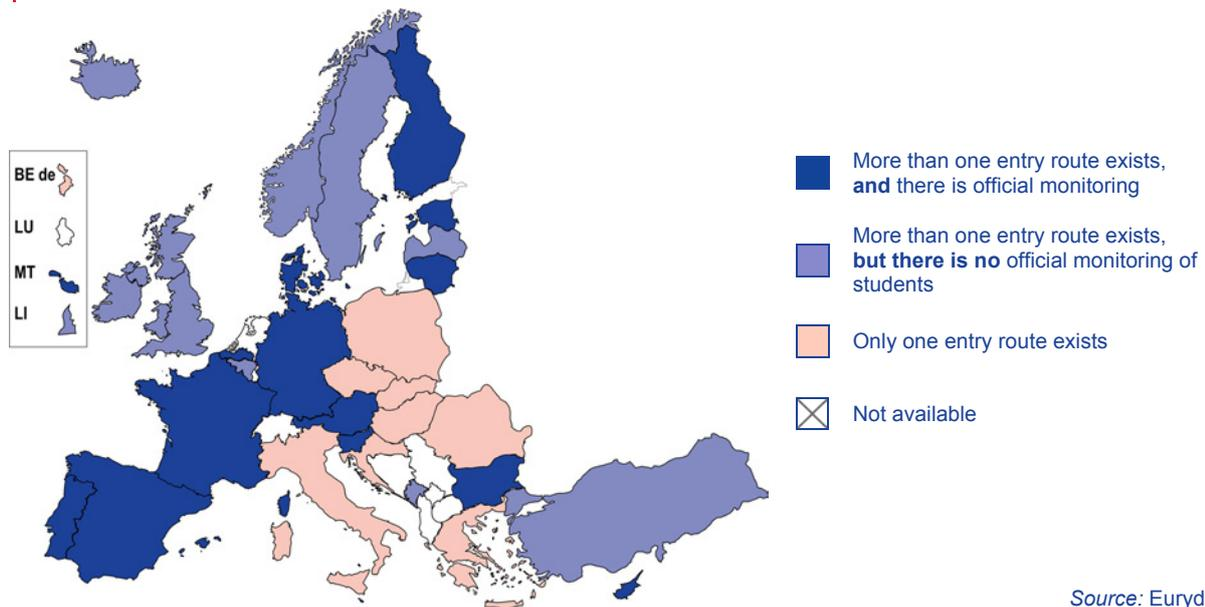 BE de
LU
MT
LI
More than one entry route exists,
and there is official monitoring
More than one entry route exists,
but there is no official monitoring of
students
Only one entry route exists
Not available
Source: Euryd